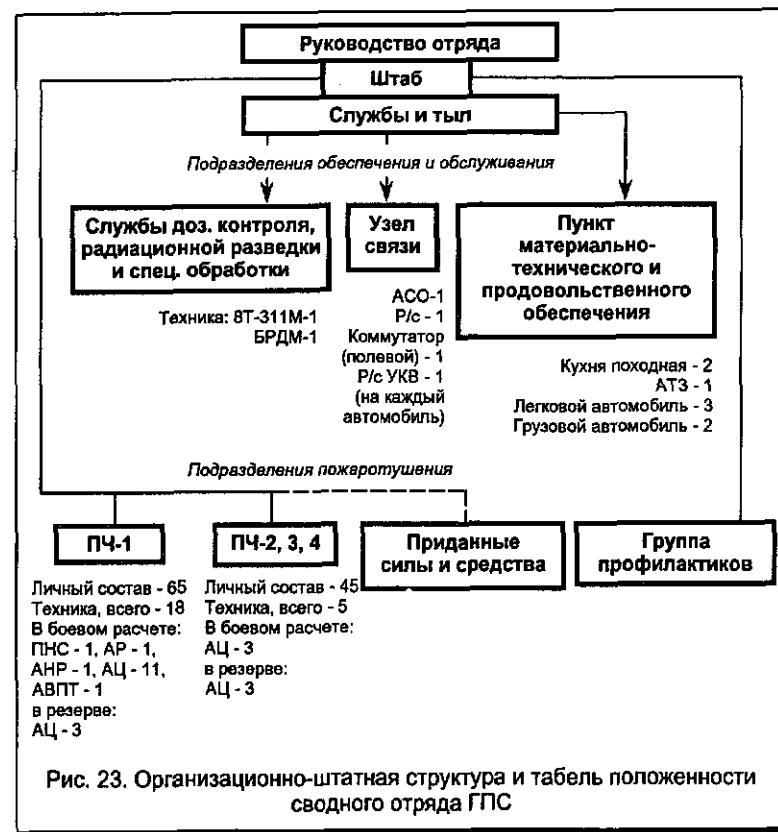 Руководство отряда
Штаб
Службы и тыл
Подразделения обеспечения и обслуживания
Службы доз. контроля,
радиационной разведки
и спец. обработки
Техника: 8Т-311М-1
БРДМ-1
Узел
связи
АСО-1
Р/с - 1
Коммутатор
(полевой) - 1
Р/с УКВ - 1
(на каждый
автомобиль)
Пункт
материально-
технического и
продовольственного
обеспечения
Кухня походная - 2
АТЗ - 1
Легковой автомобиль - 3
Грузовой автомобиль - 2
Подразделения пожаротушения
ПЧ-1
Личный состав - 65
Техника, всего - 18
В боевом расчете:
ПНС - 1, АР - 1,
АНР - 1, АЦ - 11,
АВПТ - 1
в резерве:
АЦ - 3
ПЧ-2, 3, 4
Личный состав - 45
Техника, всего - 5
В боевом расчете:
АЦ - 3
в резерве:
АЦ - 3
Приданные
силы и средства
Группа
профилактиков
Рис. 23. Организационно-штатная структура и табель положенности
сводного отряда ГПС